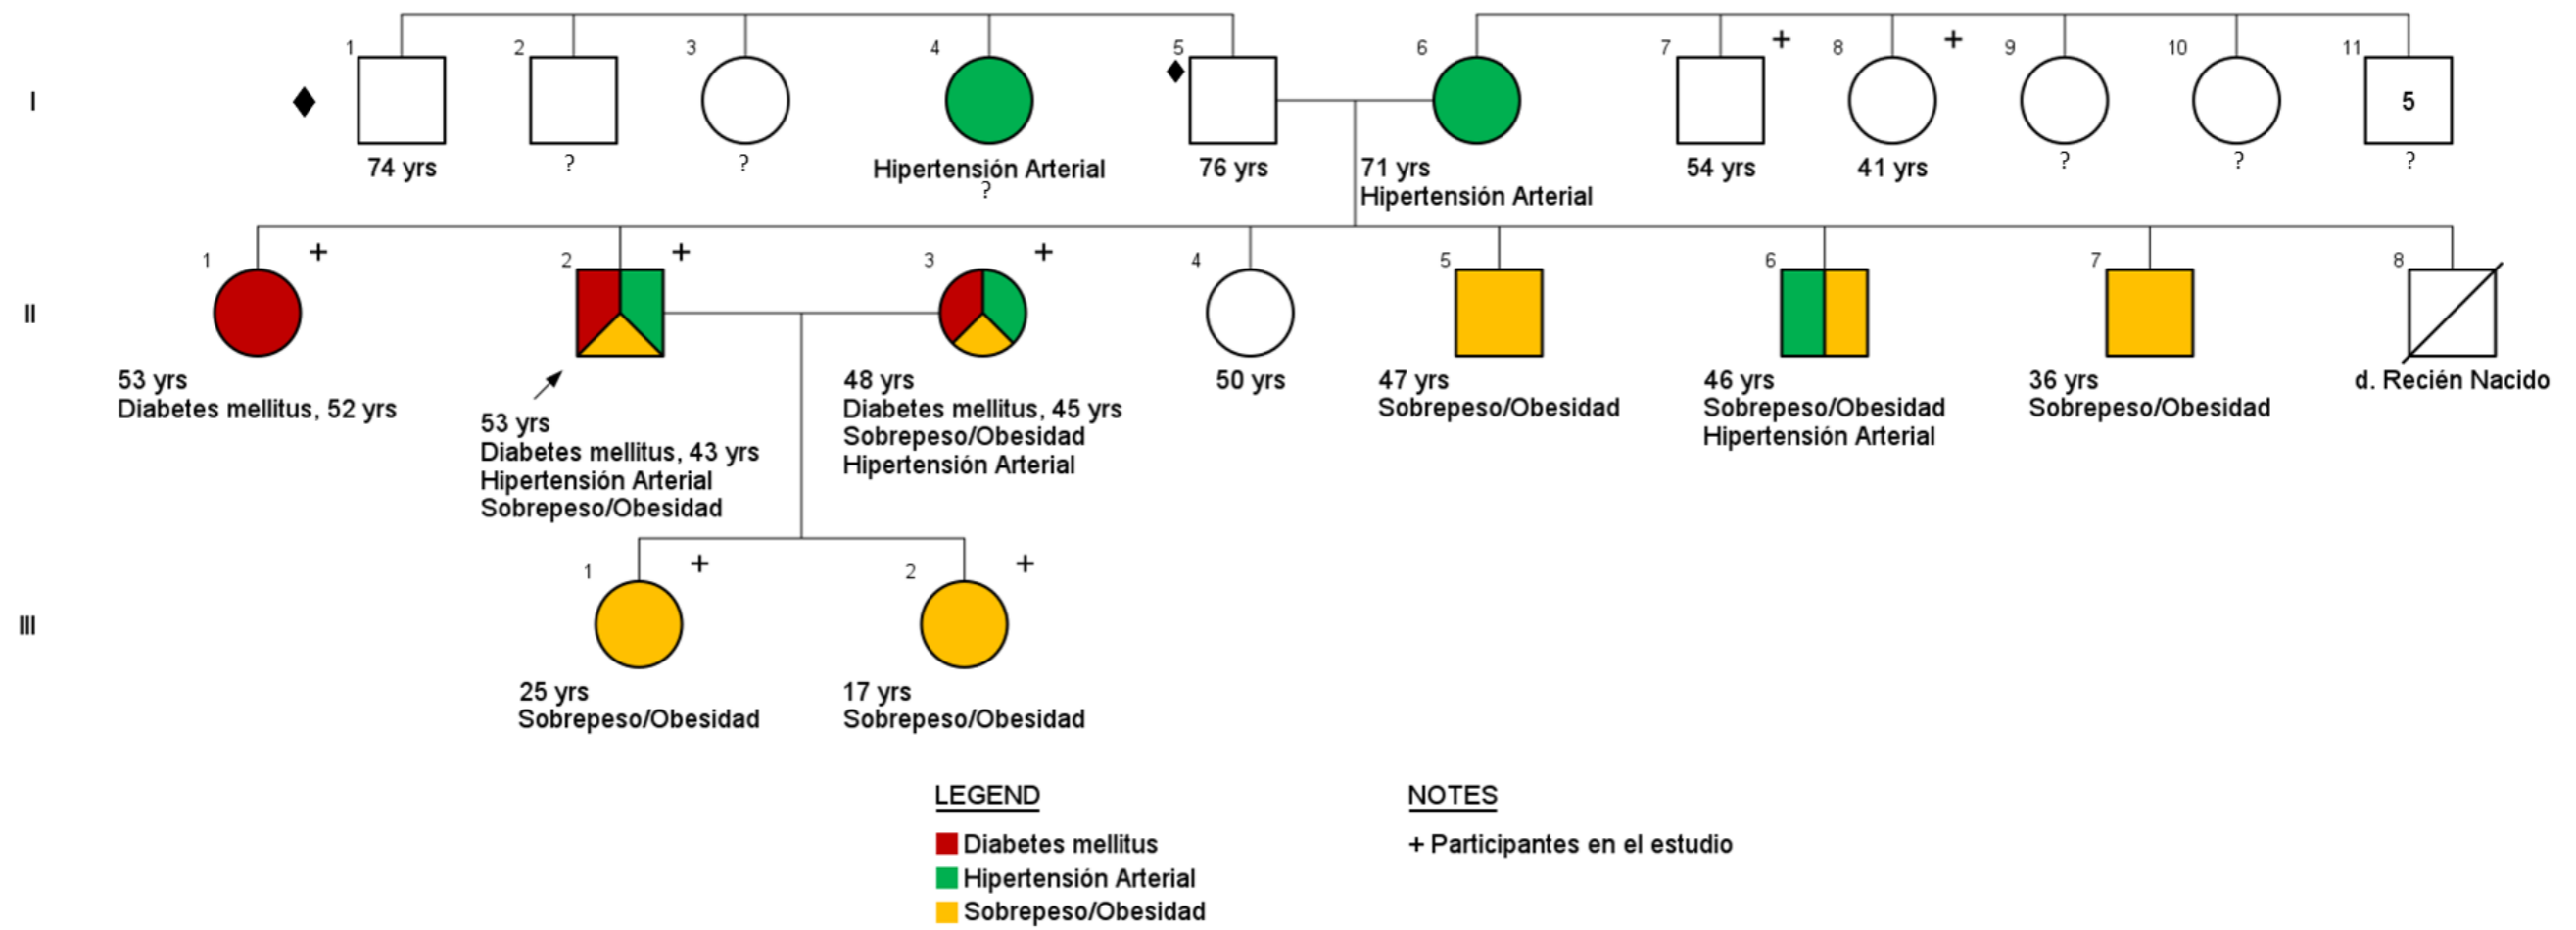 1 2 3 4 5 6 7 + 8 + 9 10 11
I 5
74 yrs ? ? Hipertensión Arterial 76 yrs 71 yrs 54 yrs 41 yrs ? ? ?
? Hipertensión Arterial
1 + 2 + 3 + 4 5 6 7 8
II
53 yrs 48 yrs 50 yrs 47 yrs 46 yrs 36 yrs d. Recién Nacido
Diabetes mellitus, 52 yrs 53 yrs Diabetes mellitus, 45 yrs Sobrepeso/Obesidad Sobrepeso/Obesidad Sobrepeso/Obesidad
Diabetes mellitus, 43 yrs Sobrepeso/Obesidad Hipertensión Arterial
Hipertensión Arterial Hipertensión Arterial
Sobrepeso/Obesidad
1 + 2 +
III
25 yrs 17 yrs
Sobrepeso/Obesidad Sobrepeso/Obesidad
LEGEND NOTES
Diabetes mellitus + Participantes en el estudio
Hipertensión Arterial
Sobrepeso/Obesidad